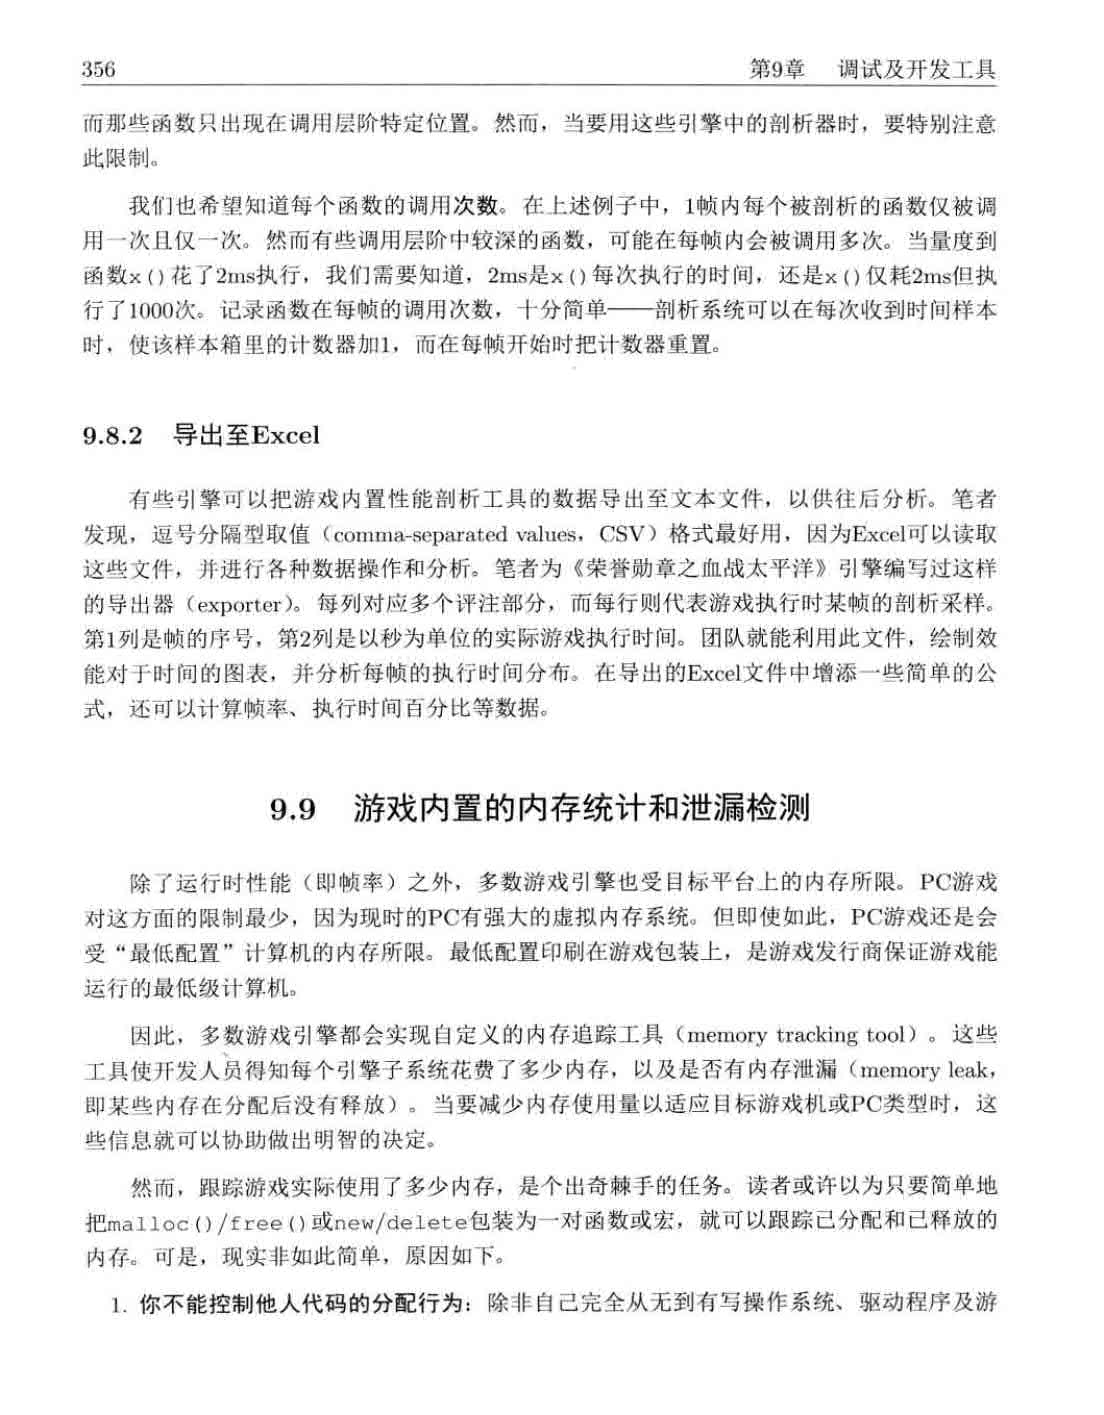 356
第9章 调试及开发工具
而那些函数只出现在调用层阶特定位置。然而，当要用这些引擎中的剖析器时，要特别注意
此限制。
我们也希望知道每个函数的调用次数。在上述例子中，1帧内每个被剖析的函数仅被调
用一次且仅一次。然而有些调用层阶中较深的函数，可能在每帧内会被调用多次。当量度到
函数x()花了2ms执行，我们需要知道，2ms是x()每次执行的时间，还是x()仅耗2ms但执
行了1000次。记录函数在每帧的调用次数，十分简单——剖析系统可以在每次收到时间样本
时，使该样本箱里的计数器加1，而在每帧开始时把计数器重置。
9.8.2 导出至Excel
有些引擎可以把游戏内置性能剖析工具的数据导出至文本文件，以供往后分析。笔者
发现，逗号分隔型取值（comma-separated values，CSV）格式最好用，因为Excel可以读取
这些文件，并进行各种数据操作和分析。笔者为《荣誉勋章之血战太平洋》引擎编写过这样
的导出器（exporter）。每列对应多个评注部分，而每行则代表游戏执行时某帧的剖析采样。
第1列是帧的序号，第2列是以秒为单位的实际游戏执行时间。团队就能利用此文件，绘制效
能对于时间的图表，并分析每帧的执行时间分布。在导出的Excel文件中增添一些简单的公
式，还可以计算帧率、执行时间百分比等数据。
9.9 游戏内置的内存统计和泄漏检测
除了运行时性能（即帧率）之外，多数游戏引擎也受目标平台上的内存所限。PC游戏
对这方面的限制最少，因为现时的PC有强大的虚拟内存系统。但即使如此，PC游戏还是会
受“最低配置”计算机的内存所限。最低配置印刷在游戏包装上，是游戏发行商保证游戏能
运行的最低级计算机。
因此，多数游戏引擎都会实现自定义的内存追踪工具（memory tracking tool）。这些
工具使开发人员得知每个引擎子系统花费了多少内存，以及是否有内存泄漏（memory leak，
即某些内存在分配后没有释放）。当要减少内存使用量以适应目标游戏机或PC类型时，这
些信息就可以协助做出明智的决定。
然而，跟踪游戏实际使用了多少内存，是个出奇棘手的任务。读者或许以为只要简单地
把malloc()/free()或new/delete包装为一对函数或宏，就可以跟踪已分配和已释放的
内存。可是，现实非如此简单，原因如下。
1. 你不能控制他人代码的分配行为：除非自己完全从无到有写操作系统、驱动程序及游